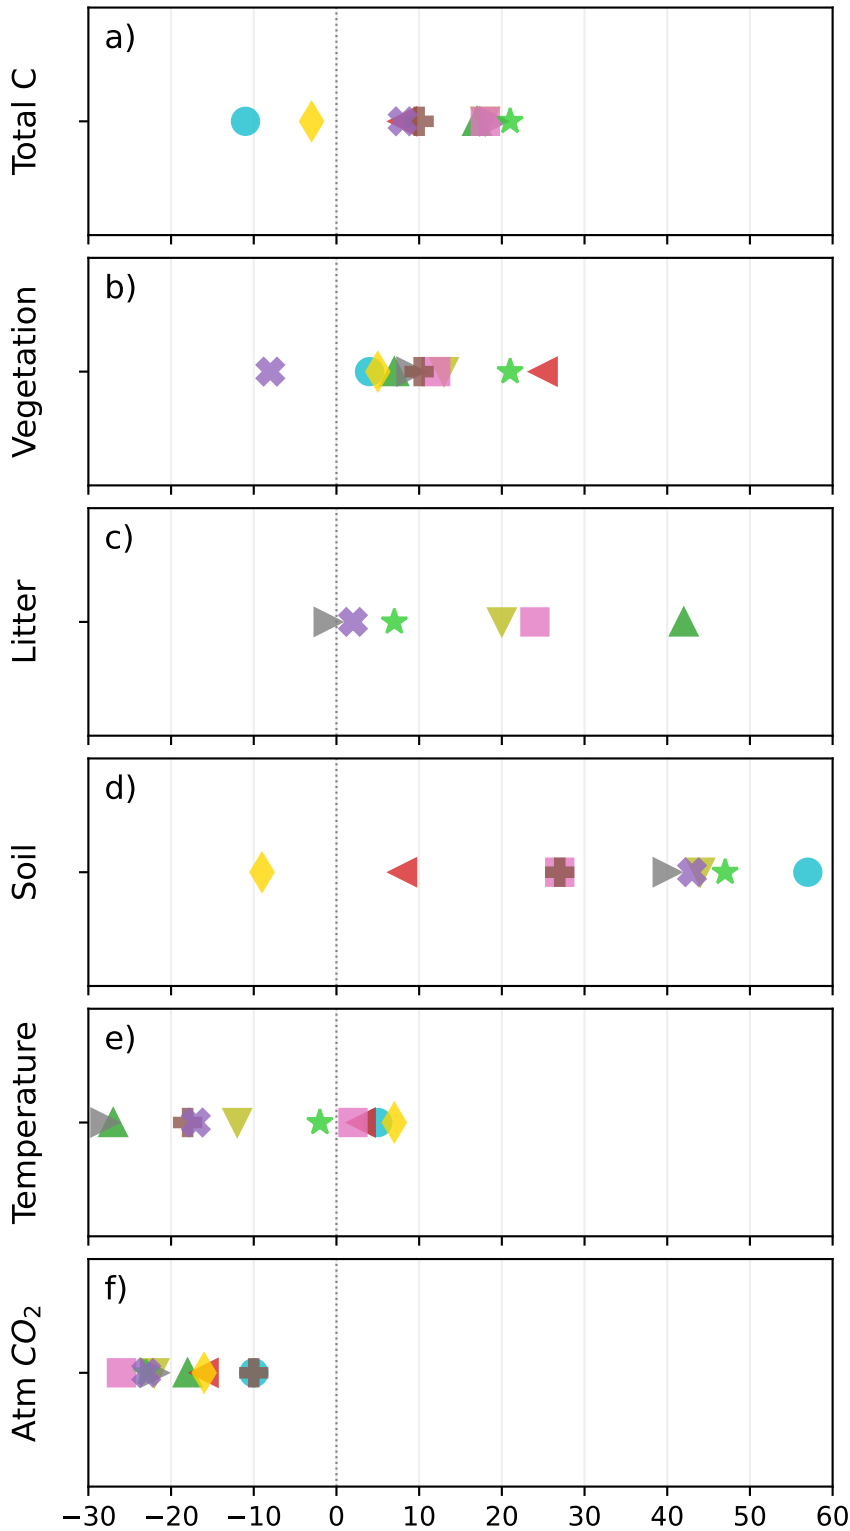 a)
Total C
b)
Vegetation
c)
Litter
d)
Soil
e)
Temperature
f)
Atm CO₂
−30 −20 −10 0 10 20 30 40 50 60